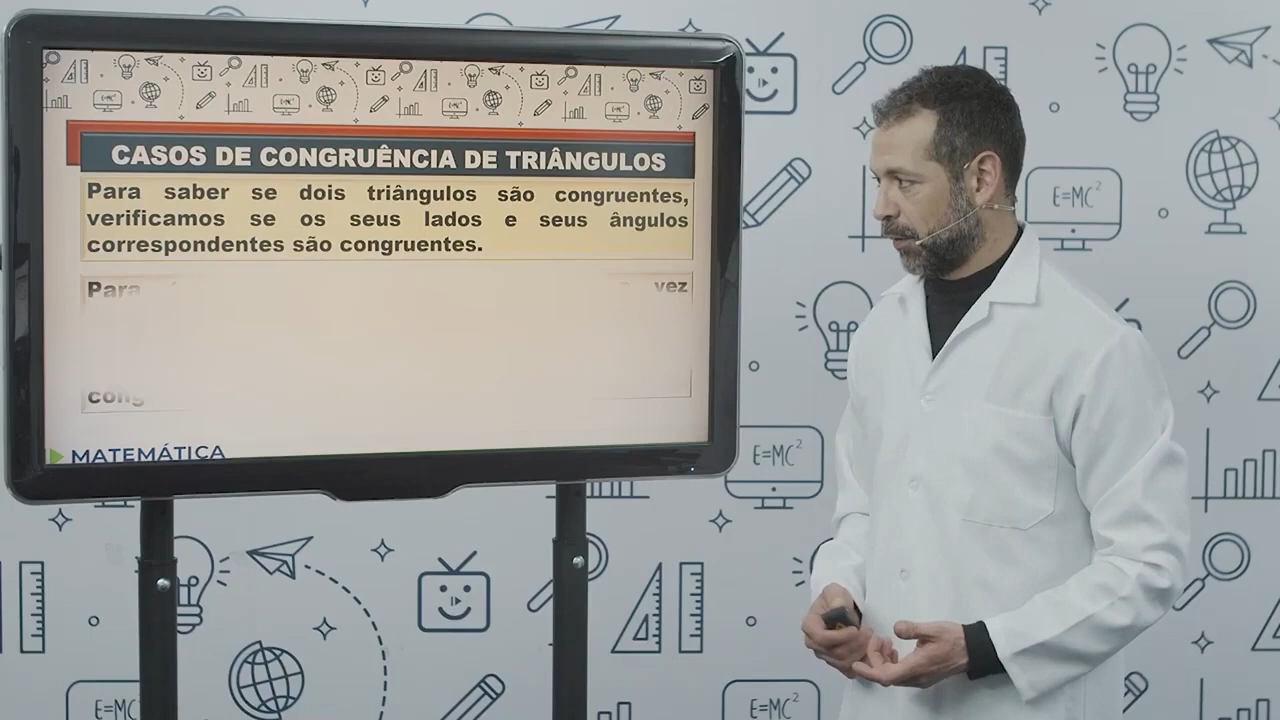 CASOS DE CONGRUÊNCIA DE TRIÂNGULOS
Para saber se dois triângulos são congruentes,
verificamos se os seus lados e seus ângulos
correspondentes são congruentes.
Para vez
MATEMÁTICA
E=MC²
E=MC²
E=MC
E=MC²